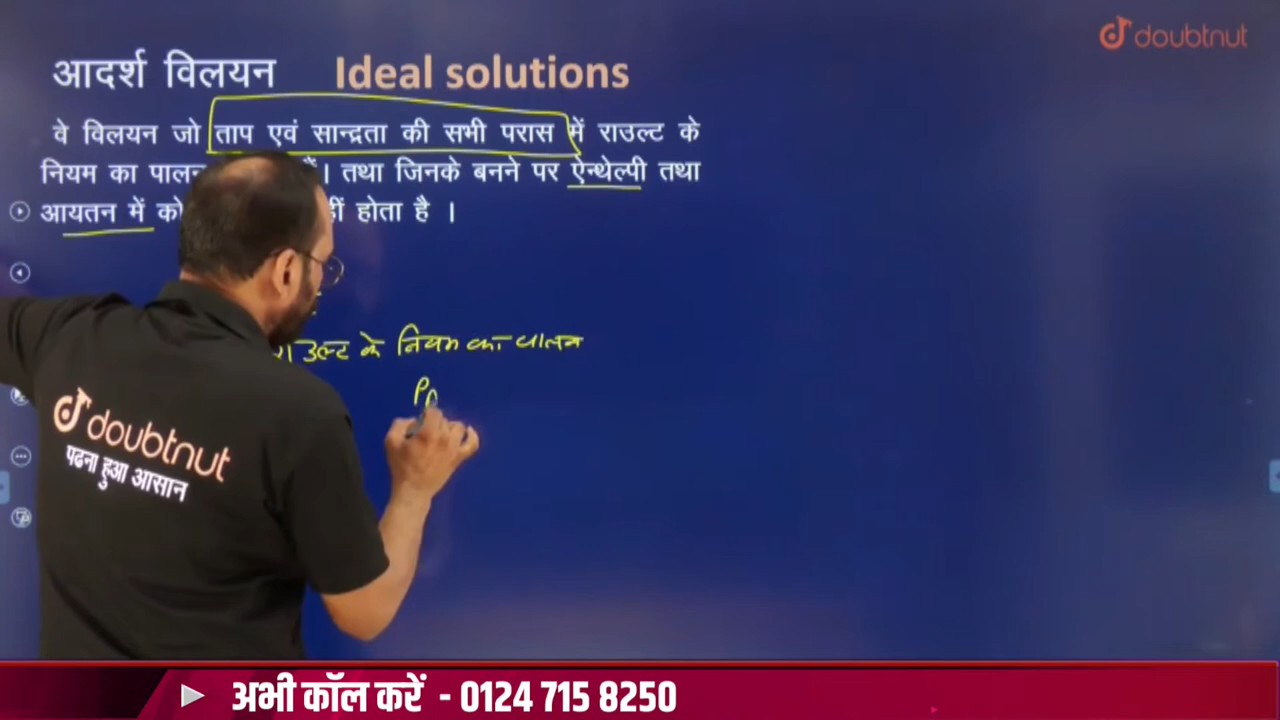 doubtnut
आदर्श विलयन Ideal solutions
वे विलयन जो ताप एवं सान्द्रता की सभी परास में राउल्ट के
नियम का पालन । तथा जिनके बनने पर ऐन्थेल्पी तथा
आयतन में होता है ।
राउल्ट के नियम का पालन
doubtnut
पढना हुआ आसान
अभी कॉल करें - 0124 715 8250